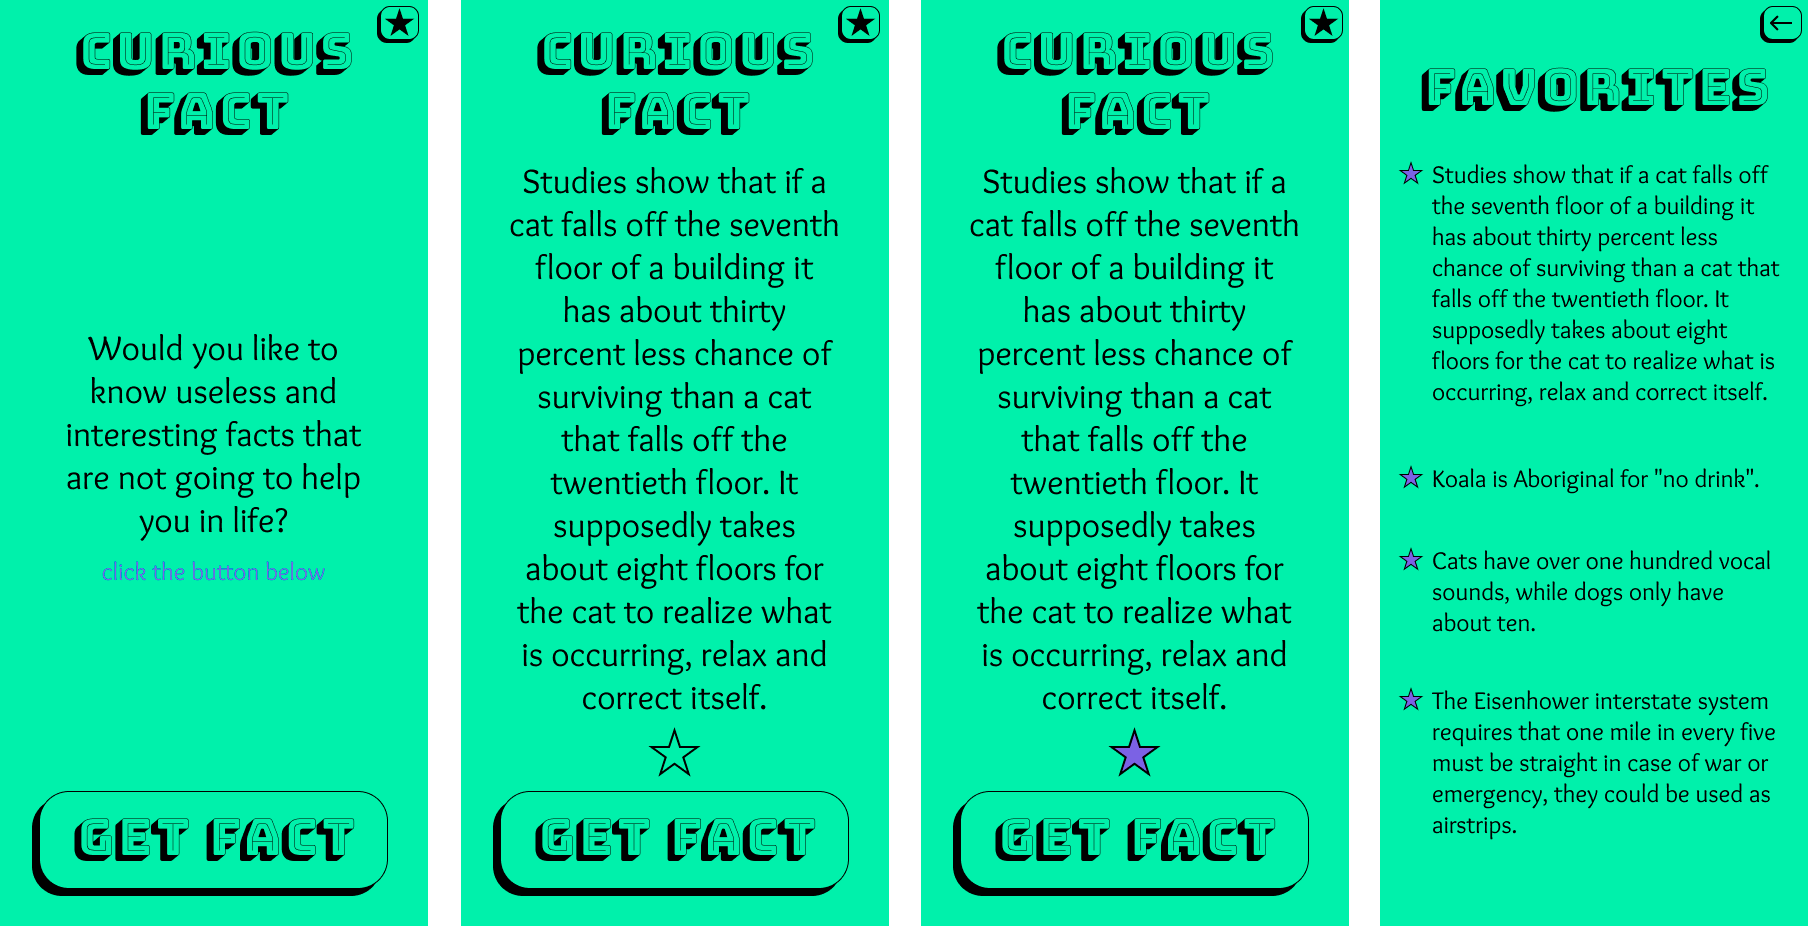 CURIOUS
FACT
Would you like to
know useless and
interesting facts that
are not going to help
you in life?
click the button below
GET FACT
CURIOUS
FACT
Studies show that if a
cat falls off the seventh
floor of a building it
has about thirty
percent less chance of
surviving than a cat
that falls off the
twentieth floor. It
supposedly takes
about eight floors for
the cat to realize what
is occurring, relax and
correct itself.
GET FACT
CURIOUS
FACT
Studies show that if a
cat falls off the seventh
floor of a building it
has about thirty
percent less chance of
surviving than a cat
that falls off the
twentieth floor. It
supposedly takes
about eight floors for
the cat to realize what
is occurring, relax and
correct itself.
GET FACT
FAVORITES
Studies show that if a cat falls off
the seventh floor of a building it
has about thirty percent less
chance of surviving than a cat that
falls off the twentieth floor. It
supposedly takes about eight
floors for the cat to realize what is
occurring, relax and correct itself.
Koala is Aboriginal for "no drink".
Cats have over one hundred vocal
sounds, while dogs only have
about ten.
The Eisenhower interstate system
requires that one mile in every five
must be straight in case of war or
emergency, they could be used as
airstrips.